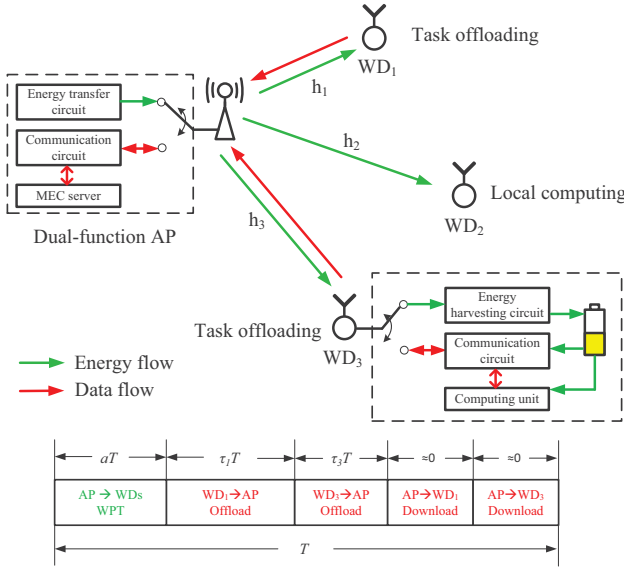 Task offloading
WD1
h1
Energy transfer
circuit
Communication
circuit
MEC server
Dual-function AP
h2
h3
Local computing
WD2
Task offloading
WD3
Energy
harvesting circuit
Communication
circuit
Computing unit
Energy flow
Data flow
aT
τ1T
τ3T
≈0
≈0
AP → WDs
WPT
WD1→AP
Offload
WD3→AP
Offload
AP→WD1
Download
AP→WD3
Download
T